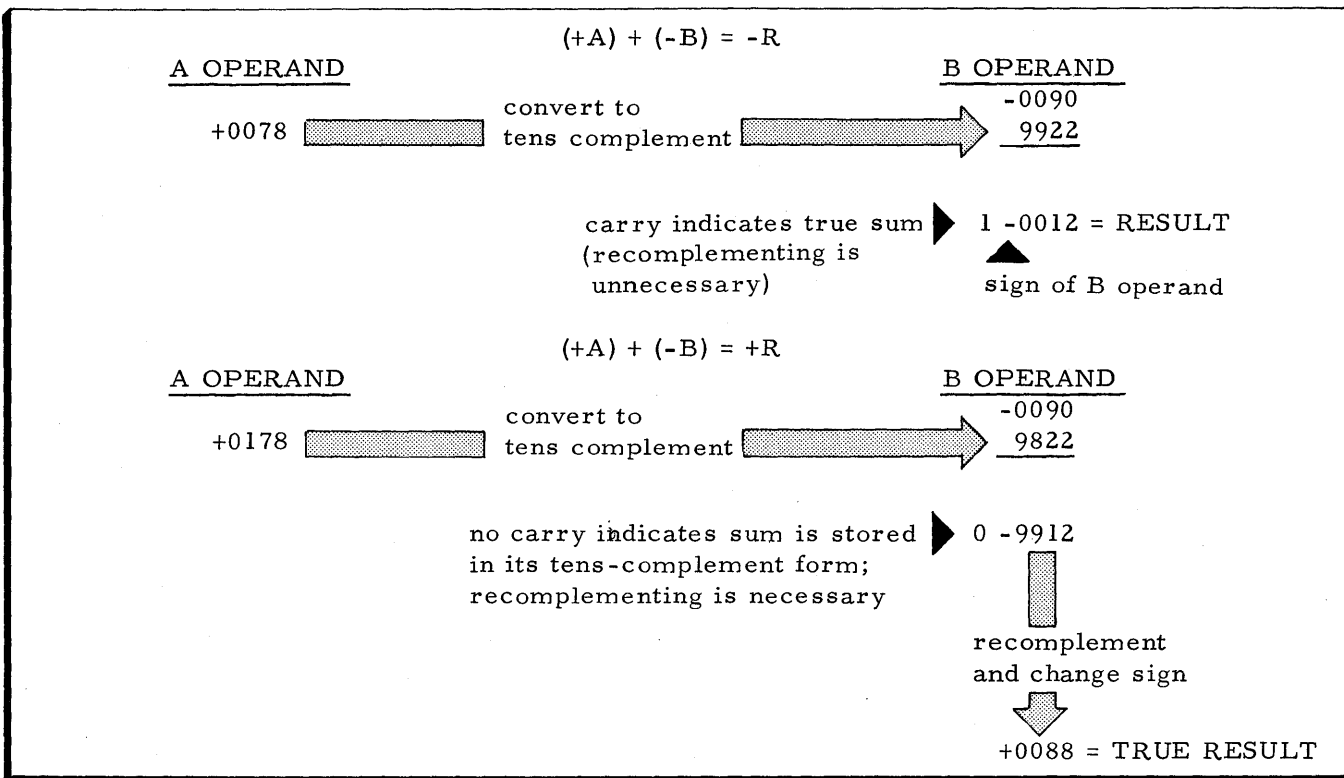 (+A) + (-B) = -R
A OPERAND B OPERAND
-0090
+0078 convert to tens complement 9922
carry indicates true sum 1 -0012 = RESULT
(recomplementing is
unnecessary) sign of B operand
(+A) + (-B) = +R
A OPERAND B OPERAND
-0090
+0178 convert to tens complement 9822
no carry indicates sum is stored 0 -9912
in its tens-complement form;
recomplementing is necessary
recomplement
and change sign
+0088 = TRUE RESULT